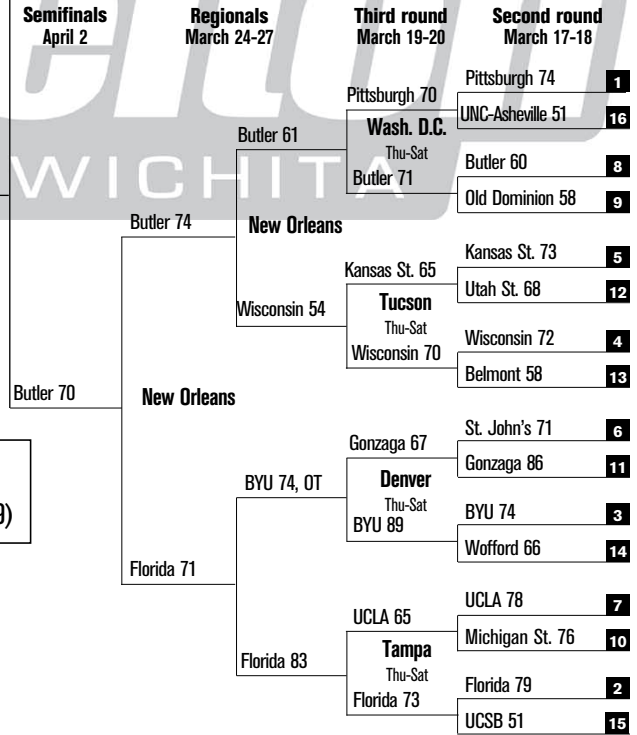 Semifinals
April 2
Regionals
March 24-27
Third round
March 19-20
Second round
March 17-18
WICHITA
Pittsburgh 74
1
UNC-Asheville 51
16
Butler 60
8
Old Dominion 58
9
Kansas St. 73
5
Utah St. 68
12
Wisconsin 72
4
Belmont 58
13
St. John's 71
6
Gonzaga 86
11
BYU 74
3
Wofford 66
14
UCLA 78
7
Michigan St. 76
10
Florida 79
2
UCSB 51
15
Pittsburgh 70
Wash. D.C.
Thu-Sat
Butler 71
Kansas St. 65
Tucson
Thu-Sat
Wisconsin 70
Gonzaga 67
Denver
Thu-Sat
BYU 89
UCLA 65
Tampa
Thu-Sat
Florida 73
Butler 61
New Orleans
Wisconsin 54
BYU 74, OT
Florida 83
Butler 74
New Orleans
Florida 71
Butler 70
9)